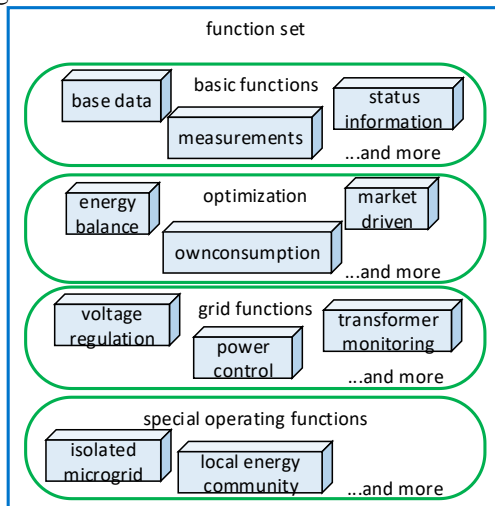 function set
basic functions
base data
status
information
measurements
...and more
optimization
energy
balance
market
driven
ownconsumption
...and more
grid functions
voltage
regulation
transformer
monitoring
power
control
...and more
special operating functions
isolated
microgrid
local energy
community
...and more